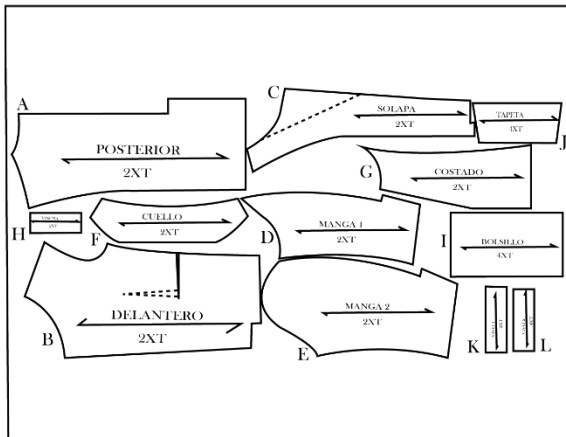 A
POSTERIOR
2XT
C
SOLAPA
2XT
TAPETA
4XT
J
G
COSTADO
2XT
H
F
CUELLO
2XT
D
MANGA 1
2XT
I
BOLSILLO
4XT
B
DELANTERO
2XT
E
MANGA 2
2XT
K
L